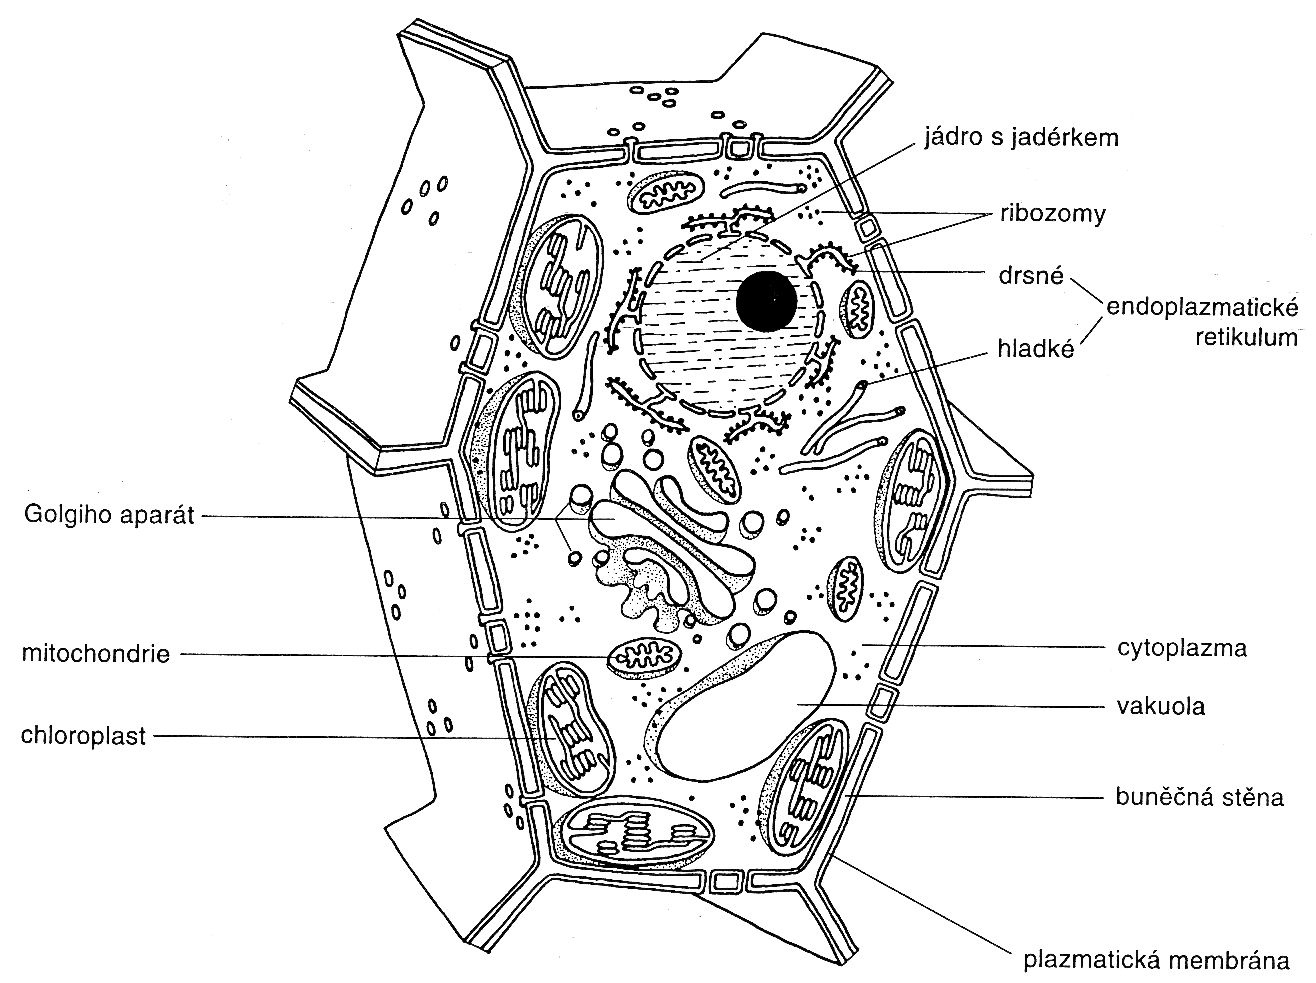 jádro s jadérkem
ribozomy
drsné
endoplazmatické
retikulum
hladké
Golgiho aparát
mitochondrie
cytoplazma
vakuola
chloroplast
buněčná stěna
plazmatická membrána